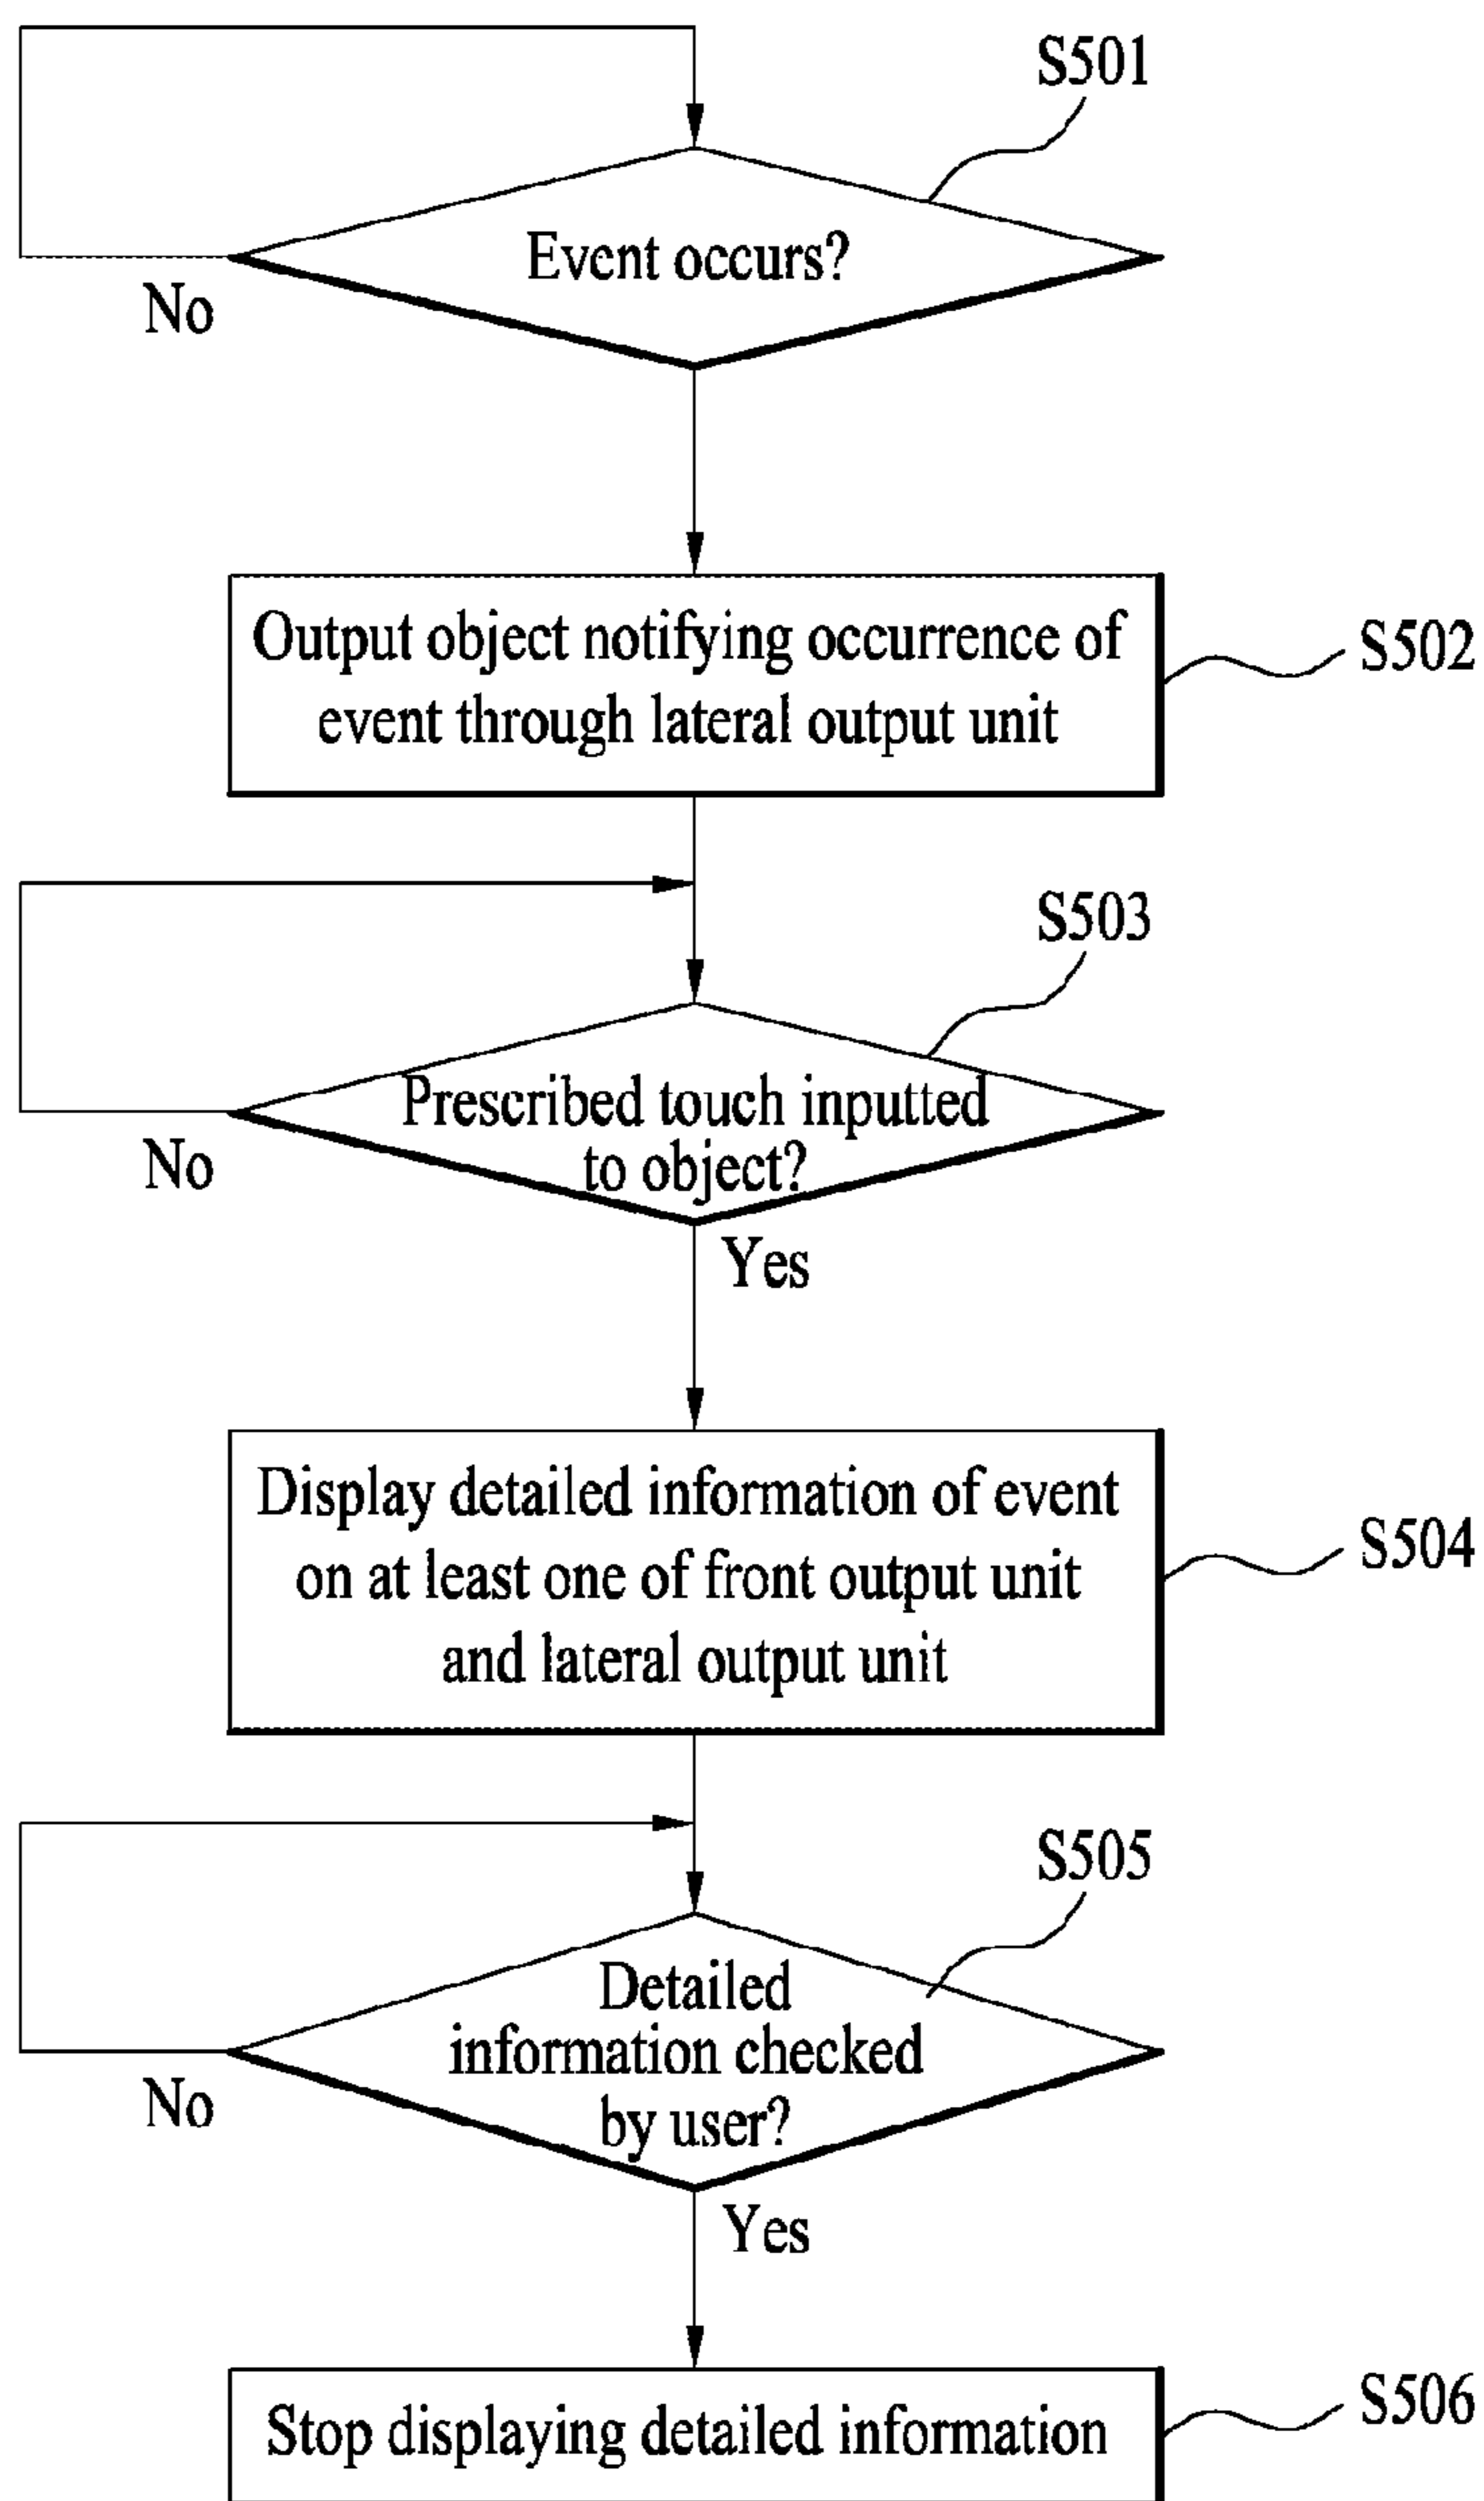 S501
Event occurs?
No
Output object notifying occurrence of
event through lateral output unit
S502
S503
Prescribed touch inputted
to object?
No
Yes
Display detailed information of event
on at least one of front output unit
and lateral output unit
S504
S505
Detailed
information checked
by user?
No
Yes
Stop displaying detailed information
S506